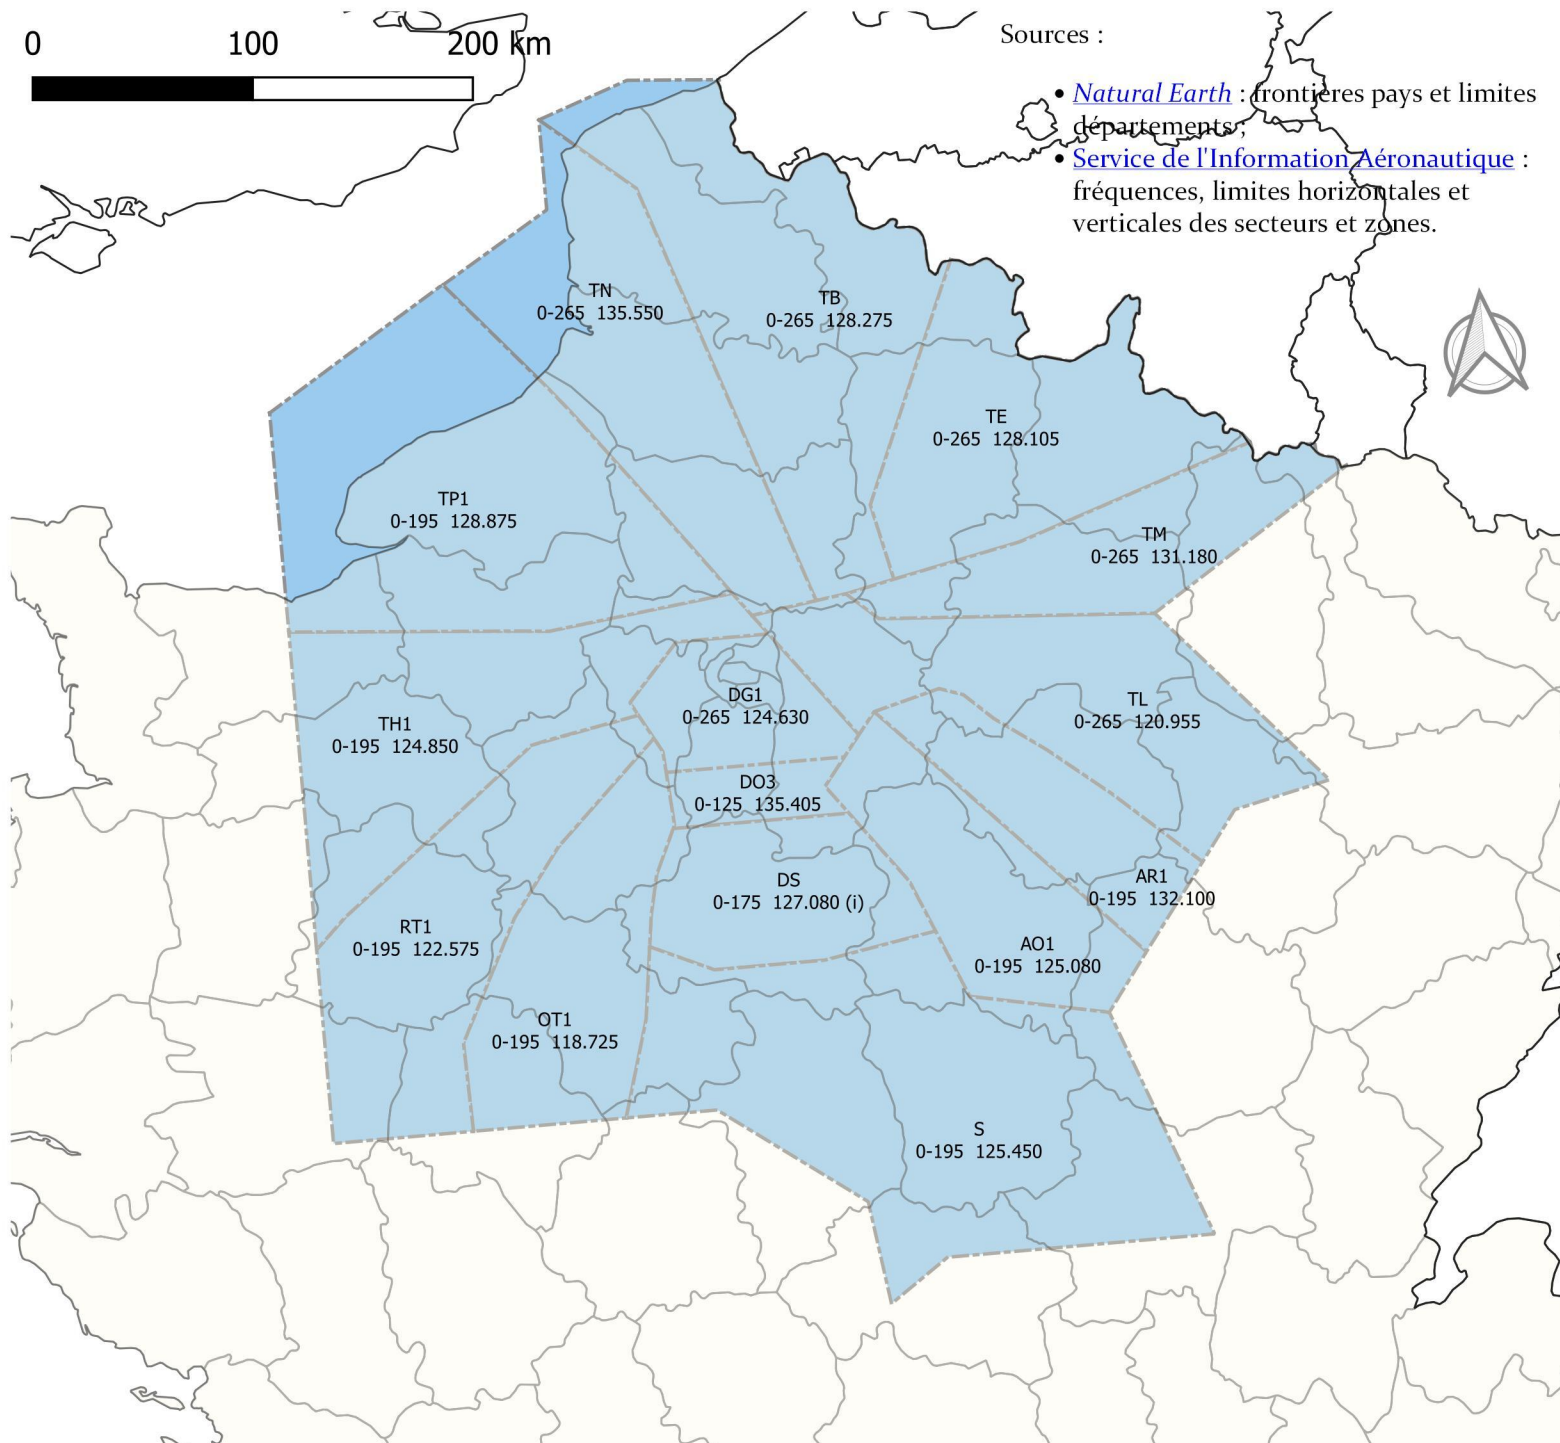 0 100 200 km
Sources :
• Natural Earth : frontières pays et limites
départements ;
• Service de l'Information Aéronautique :
fréquences, limites horizontales et
verticales des secteurs et zones.
TN
0-265 135.550
TB
0-265 128.275
TE
0-265 128.105
TP1
0-195 128.875
TM
0-265 131.180
DG1
0-265 124.630
TL
0-265 120.955
TH1
0-195 124.850
DO3
0-125 135.405
DS
0-175 127.080 (i)
AR1
0-195 132.100
RT1
0-195 122.575
AO1
0-195 125.080
OT1
0-195 118.725
S
0-195 125.450